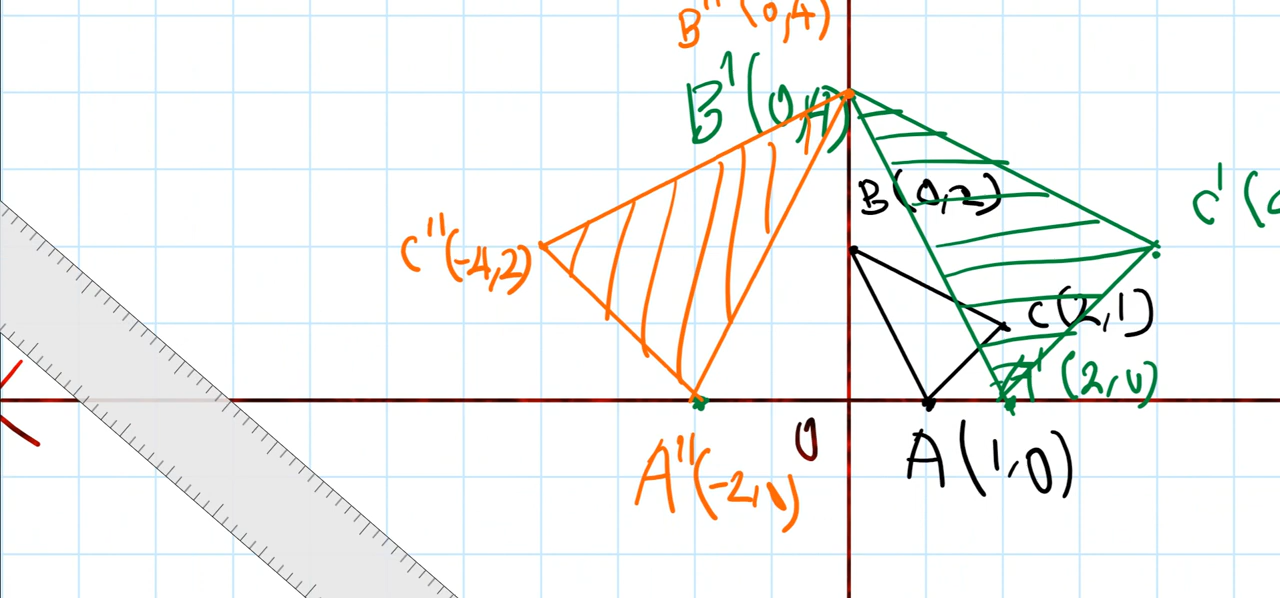 B" (0,4)
B' (0,4)
B(0,2)
C' (
C" (-4,2)
C(2,1)
A' (2,0)
A" (-2,0)
0
A(1,0)